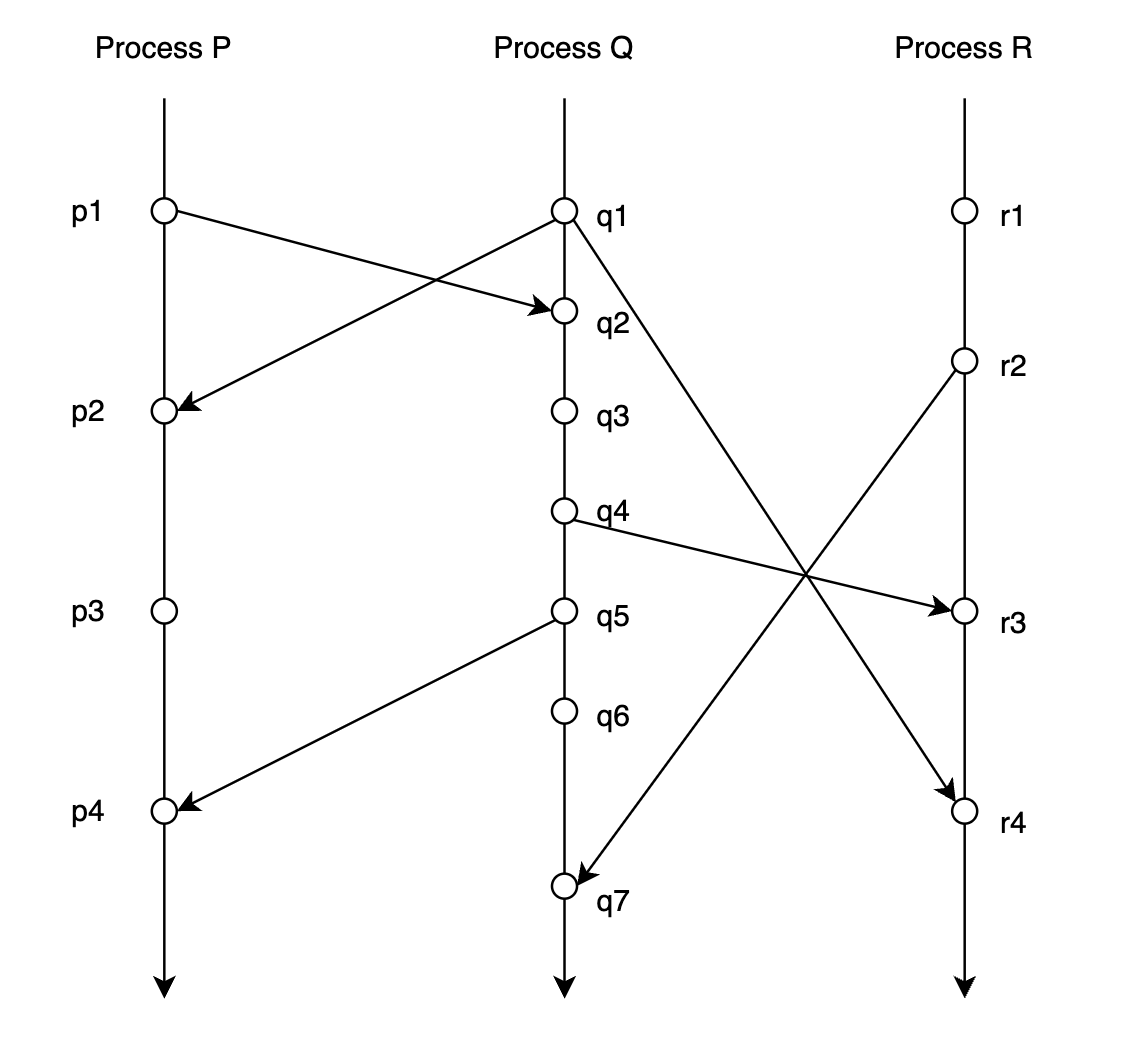 Process P
Process Q
Process R
p1
q1
r1
q2
r2
p2
q3
q4
p3
q5
r3
q6
p4
r4
q7